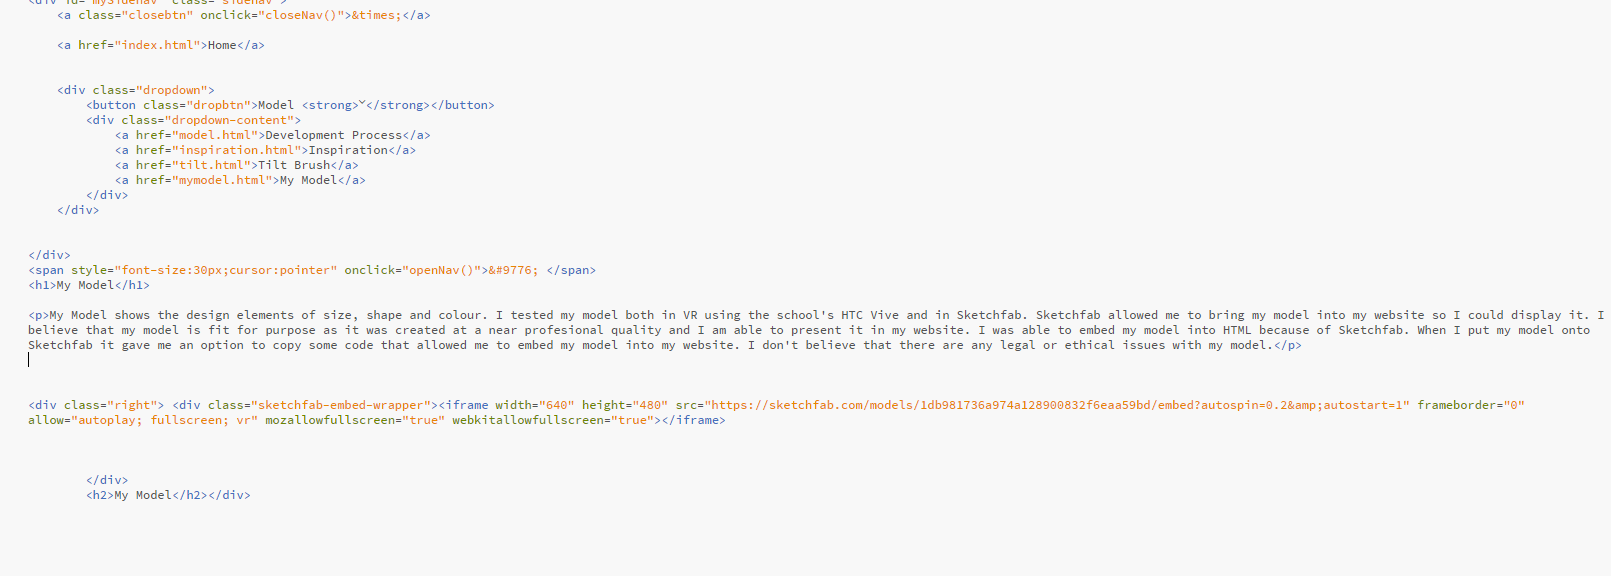 <div id="mySidenav" class="sidenav">
<a class="closebtn" onclick="closeNav()">&times;</a>
<a href="index.html">Home</a>
<div class="dropdown">
<button class="dropbtn">Model <strong>ˇ</strong></button>
<div class="dropdown-content">
<a href="model.html">Development Process</a>
<a href="inspiration.html">Inspiration</a>
<a href="tilt.html">Tilt Brush</a>
<a href="mymodel.html">My Model</a>
</div>
</div>
</div>
<span style="font-size:30px;cursor:pointer" onclick="openNav()">&#9776; </span>
<h1>My Model</h1>
<p>My Model shows the design elements of size, shape and colour. I tested my model both in VR using the school's HTC Vive and in Sketchfab. Sketchfab allowed me to bring my model into my website so I could display it. I
believe that my model is fit for purpose as it was created at a near profesional quality and I am able to present it in my website. I was able to embed my model into HTML because of Sketchfab. When I put my model onto
Sketchfab it gave me an option to copy some code that allowed me to embed my model into my website. I don't believe that there are any legal or ethical issues with my model.</p>
<div class="right"> <div class="sketchfab-embed-wrapper"><iframe width="640" height="480" src="https://sketchfab.com/models/1db981736a974a128900832f6eaa59bd/embed?autospin=0.2&amp;autostart=1" frameborder="0"
allow="autoplay; fullscreen; vr" mozallowfullscreen="true" webkitallowfullscreen="true"></iframe>
</div>
<h2>My Model</h2></div>